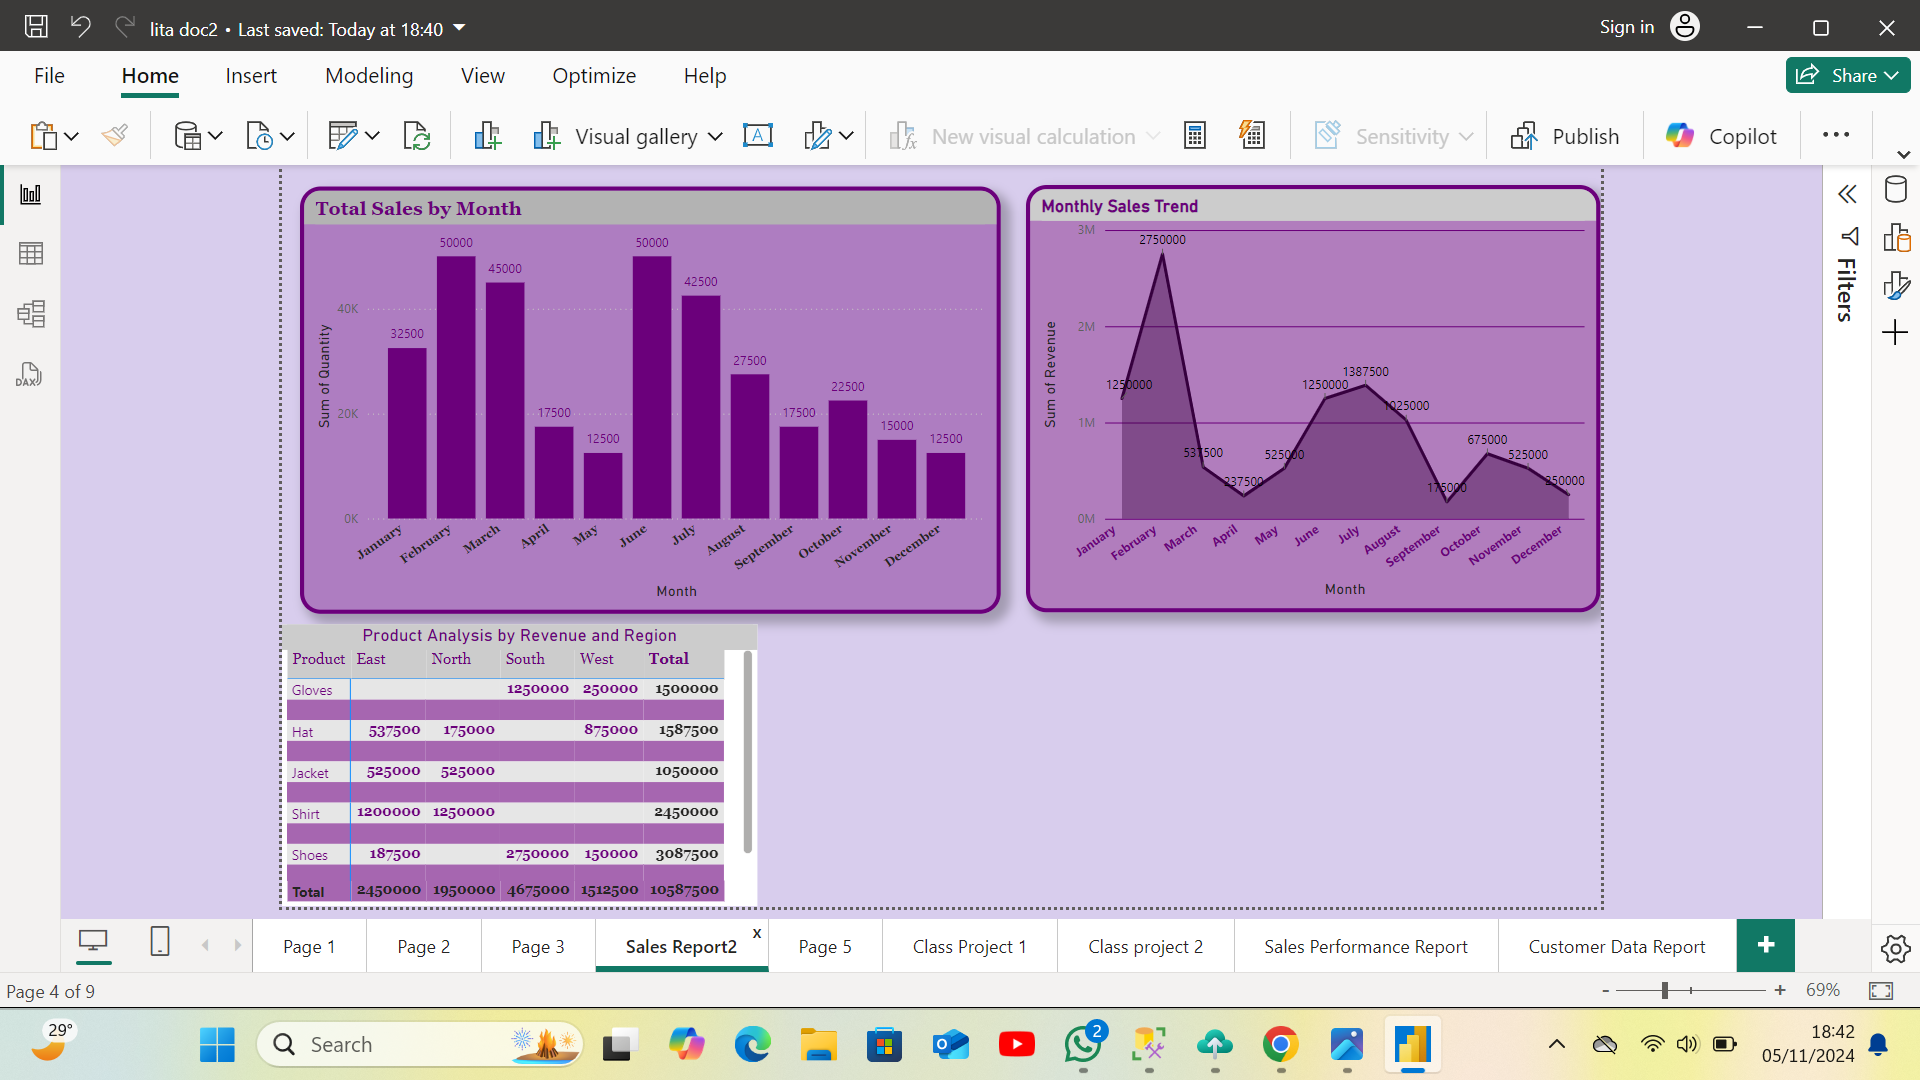 lita doc2 • Last saved: Today at 18:40
Sign in
File
Home
Insert
Modeling
View
Optimize
Help
Share
Visual gallery
New visual calculation
Sensitivity
Publish
Copilot
DAX
Filters
Total Sales by Month
Sum of Quantity
40K
20K
0K
32500
50000
45000
17500
12500
50000
42500
27500
17500
22500
15000
12500
January
February
March
April
May
June
July
August
September
October
November
December
Month
Monthly Sales Trend
Sum of Revenue
3M
2M
1M
0M
1250000
2750000
537500
237500
525000
1250000
1387500
1025000
175000
675000
525000
250000
January
February
March
April
May
June
July
August
September
October
November
December
Month
Product Analysis by Revenue and Region
Product East North South West Total
Gloves 1250000 250000 1500000
Hat 537500 175000 875000 1587500
Jacket 525000 525000 1050000
Shirt 1200000 1250000 2450000
Shoes 187500 2750000 150000 3087500
Total 2450000 1950000 4675000 1512500 10587500
Page 1
Page 2
Page 3
Sales Report2
x
Page 5
Class Project 1
Class project 2
Sales Performance Report
Customer Data Report
+
Page 4 of 9
- + 69%
29°
Search
2
18:42
05/11/2024